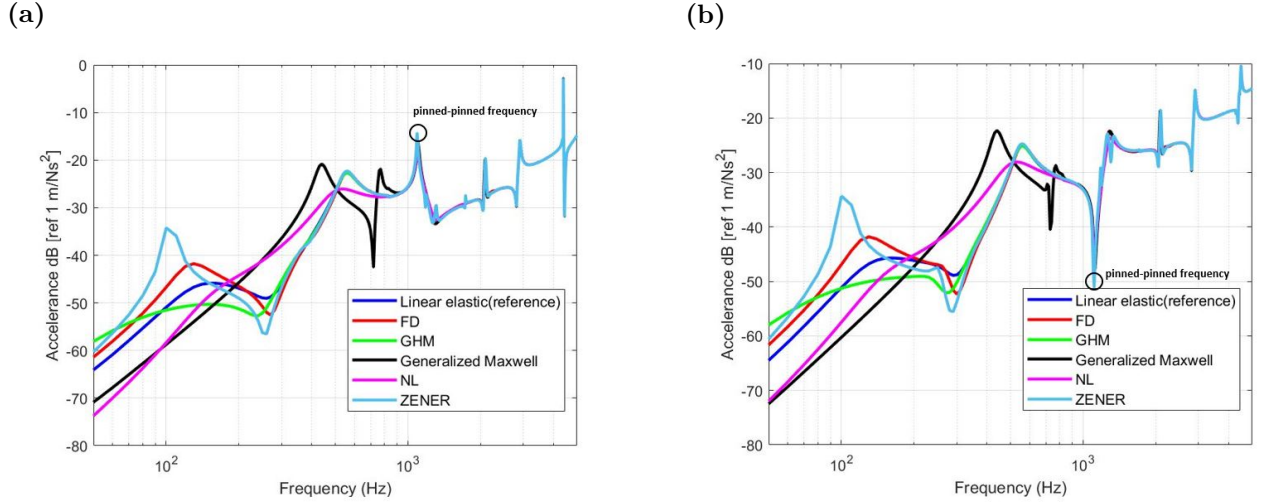 (a)
(b)
0
-10
-20
-30
-40
-50
-60
-70
-80
Accelerance dB [ref 1 m/Ns²]
pinned-pinned frequency
Linear elastic(reference)
FD
GHM
Generalized Maxwell
NL
ZENER
10²
10³
Frequency (Hz)
-10
-20
-30
-40
-50
-60
-70
-80
Accelerance dB [ref 1 m/Ns²]
pinned-pinned frequency
Linear elastic(reference)
FD
GHM
Generalized Maxwell
NL
ZENER
10²
10³
Frequency (Hz)